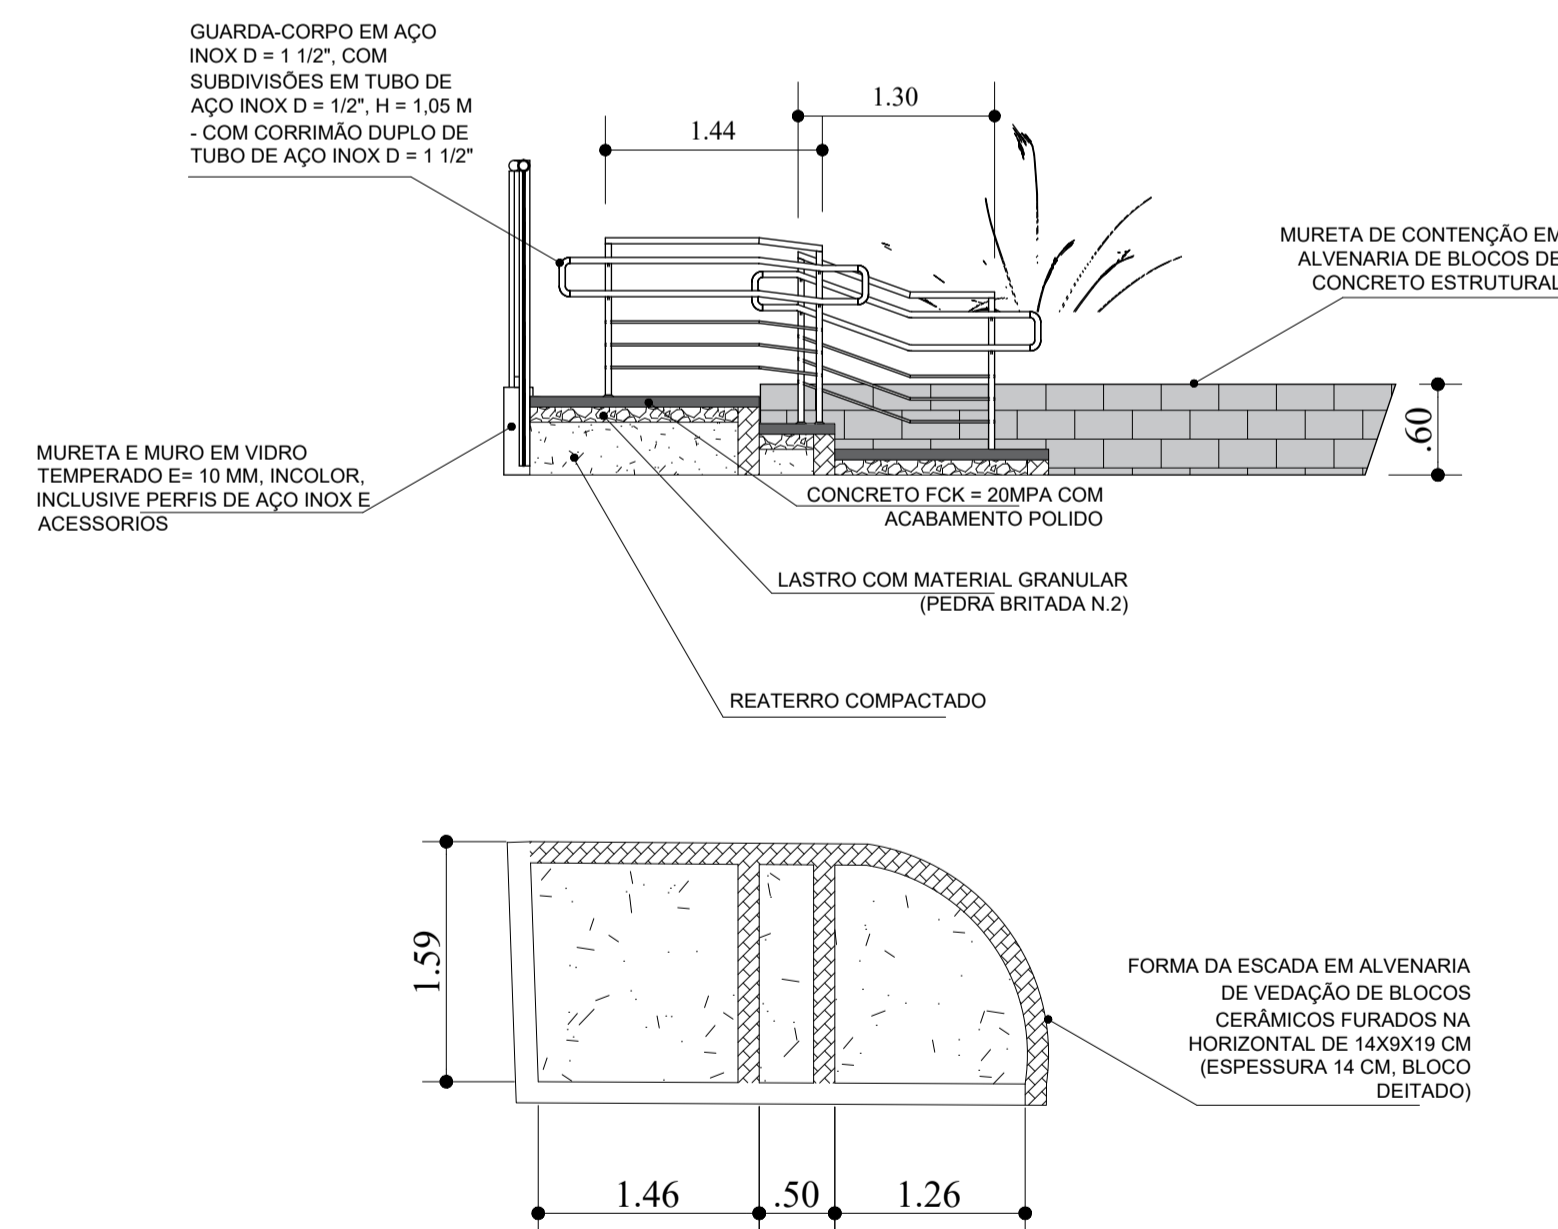 GUARDA-CORPO EM AÇO
INOX D = 1 1/2", COM
SUBDIVISÕES EM TUBO DE
AÇO INOX D = 1/2", H = 1,05 M
- COM CORRIMÃO DUPLO DE
TUBO DE AÇO INOX D = 1 1/2"
1.30
1.44
MURETA DE CONTENÇÃO EM
ALVENARIA DE BLOCOS DE
CONCRETO ESTRUTURAL
.60
MURETA E MURO EM VIDRO
TEMPERADO E= 10 MM, INCOLOR,
INCLUSIVE PERFIS DE AÇO INOX E
ACESSORIOS
CONCRETO FCK = 20MPA COM
ACABAMENTO POLIDO
LASTRO COM MATERIAL GRANULAR
(PEDRA BRITADA N.2)
REATERRO COMPACTADO
1.59
FORMA DA ESCADA EM ALVENARIA
DE VEDAÇÃO DE BLOCOS
CERÂMICOS FURADOS NA
HORIZONTAL DE 14X9X19 CM
(ESPESSURA 14 CM, BLOCO
DEITADO)
1.46
.50
1.26